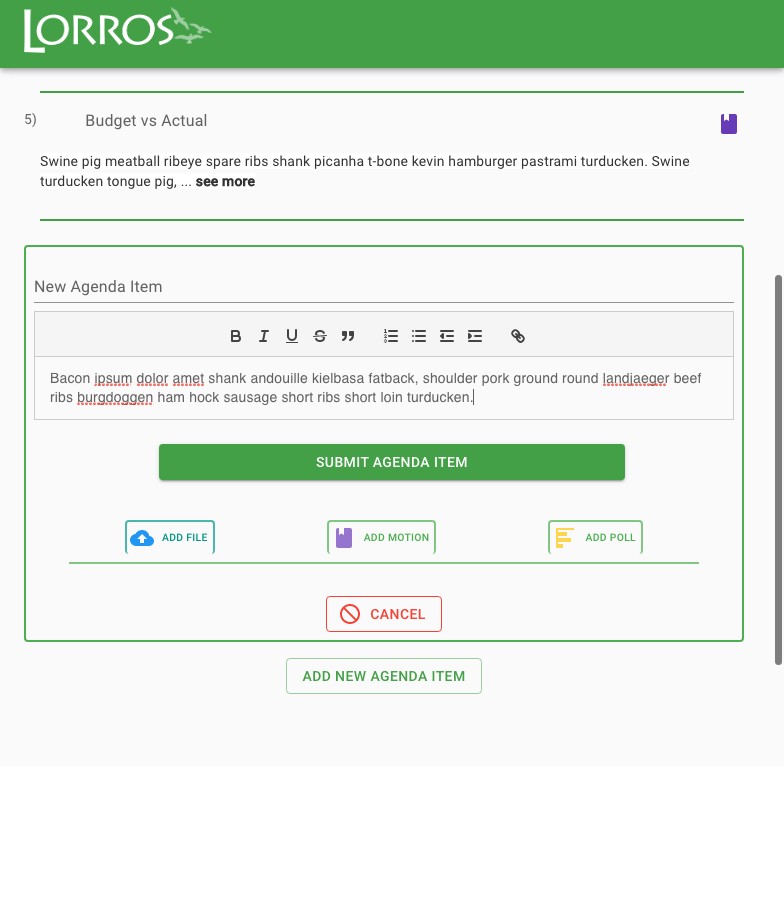 LORROS
5) Budget vs Actual
Swine pig meatball ribeye spare ribs shank picanha t-bone kevin hamburger pastrami turducken. Swine
turducken tongue pig, ... see more
New Agenda Item
B I U S
Bacon ipsum dolor amet shank andouille kielbasa fatback, shoulder pork ground round landjaeger beef
ribs burgdoggen ham hock sausage short ribs short loin turducken.
SUBMIT AGENDA ITEM
ADD FILE ADD MOTION ADD POLL
CANCEL
ADD NEW AGENDA ITEM